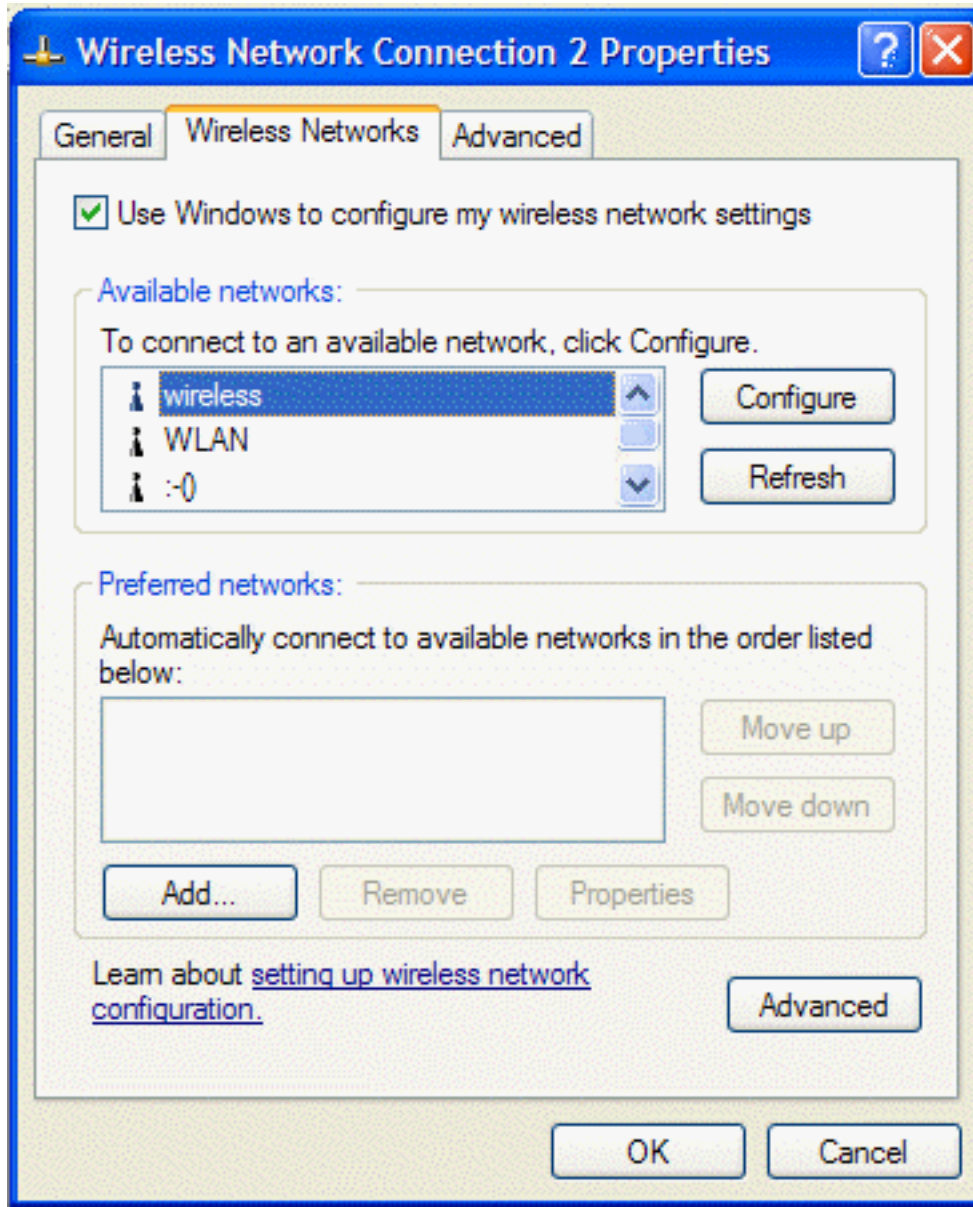 Wireless Network Connection 2 Properties
General Wireless Networks Advanced
Use Windows to configure my wireless network settings
Available networks:
To connect to an available network, click Configure.
wireless
WLAN
:-()
Configure
Refresh
Preferred networks:
Automatically connect to available networks in the order listed
below:
Move up
Move down
Add... Remove Properties
Learn about setting up wireless network
configuration.
Advanced
OK Cancel